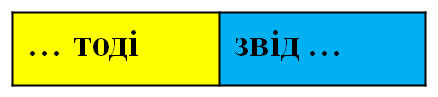 … тоді звід …